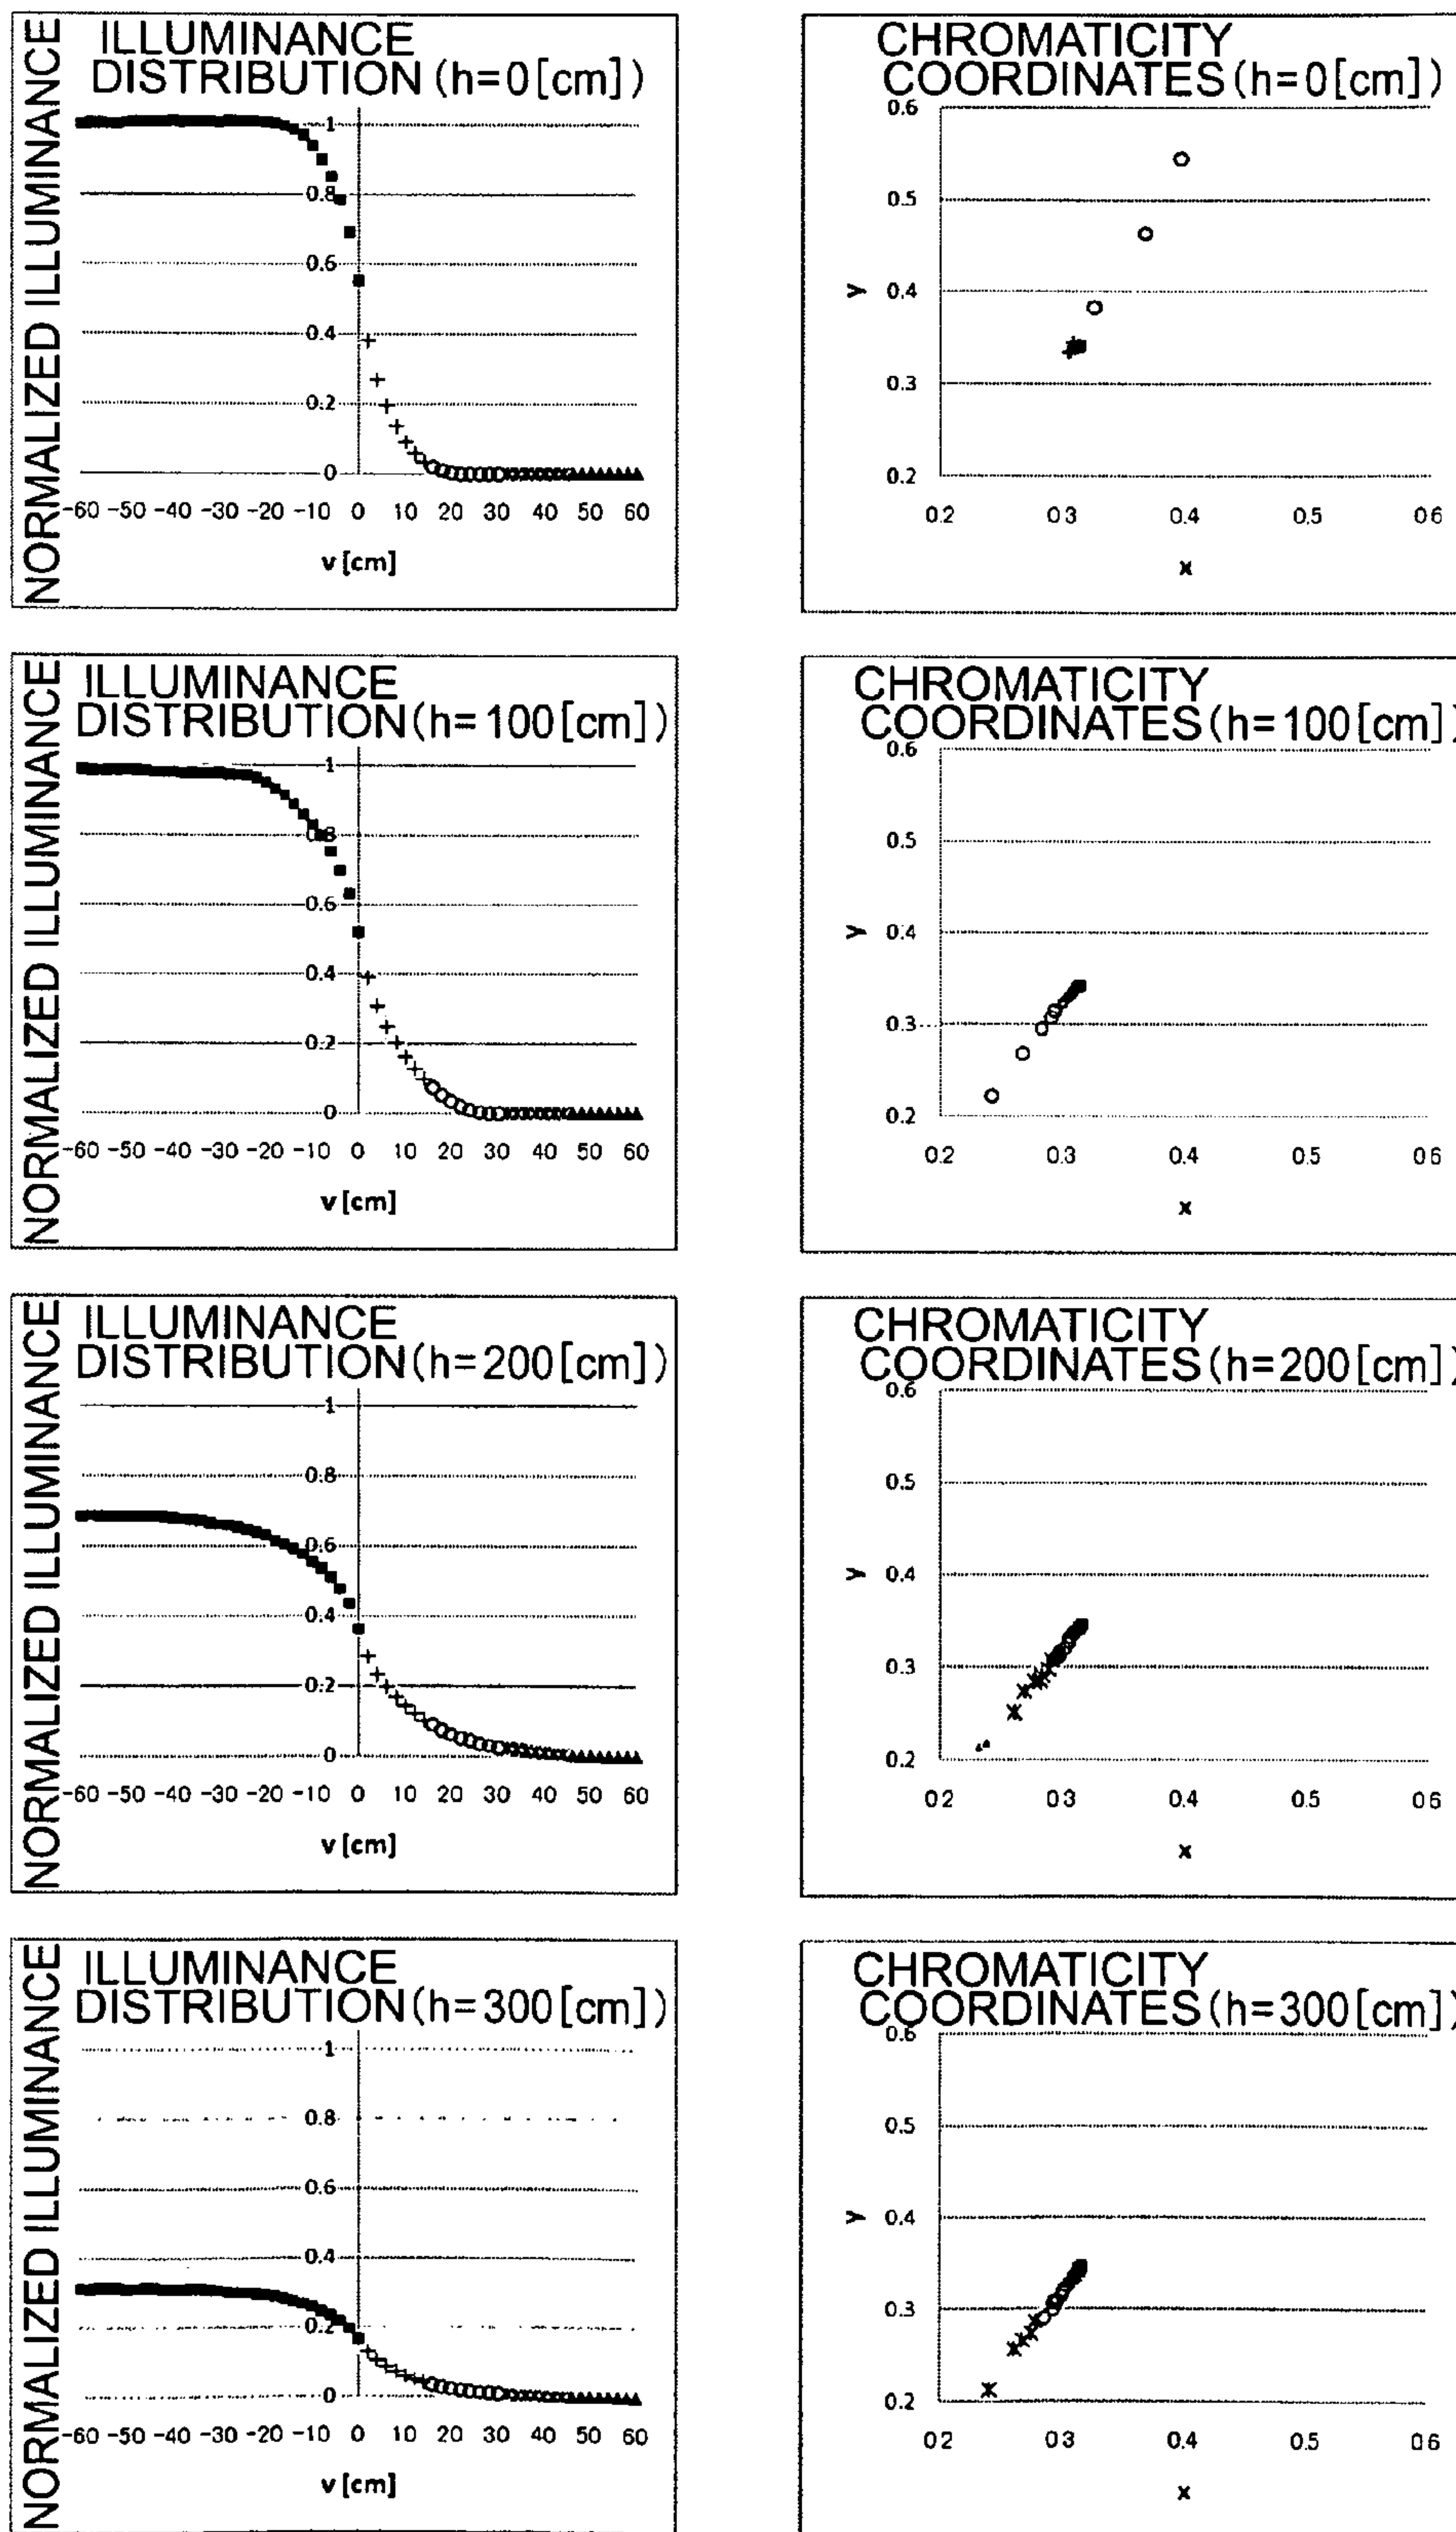 NORMALIZED ILLUMINANCE
ILLUMINANCE
DISTRIBUTION (h=0[cm])
1
0.8
0.6
0.4
0.2
0
-60 -50 -40 -30 -20 -10 0 10 20 30 40 50 60
v [cm]
CHROMATICITY
COORDINATES (h=0[cm])
0.6
0.5
y 0.4
0.3
0.2
0.2 0.3 0.4 0.5 0.6
x
NORMALIZED ILLUMINANCE
ILLUMINANCE
DISTRIBUTION (h=100[cm])
1
0.8
0.6
0.4
0.2
0
-60 -50 -40 -30 -20 -10 0 10 20 30 40 50 60
v [cm]
CHROMATICITY
COORDINATES (h=100[cm])
0.6
0.5
y 0.4
0.3
0.2
0.2 0.3 0.4 0.5 0.6
x
NORMALIZED ILLUMINANCE
ILLUMINANCE
DISTRIBUTION (h=200[cm])
1
0.8
0.6
0.4
0.2
0
-60 -50 -40 -30 -20 -10 0 10 20 30 40 50 60
v [cm]
CHROMATICITY
COORDINATES (h=200[cm])
0.6
0.5
y 0.4
0.3
0.2
0.2 0.3 0.4 0.5 0.6
x
NORMALIZED ILLUMINANCE
ILLUMINANCE
DISTRIBUTION (h=300[cm])
1
0.8
0.6
0.4
0.2
0
-60 -50 -40 -30 -20 -10 0 10 20 30 40 50 60
v [cm]
CHROMATICITY
COORDINATES (h=300[cm])
0.6
0.5
y 0.4
0.3
0.2
0.2 0.3 0.4 0.5 0.6
x